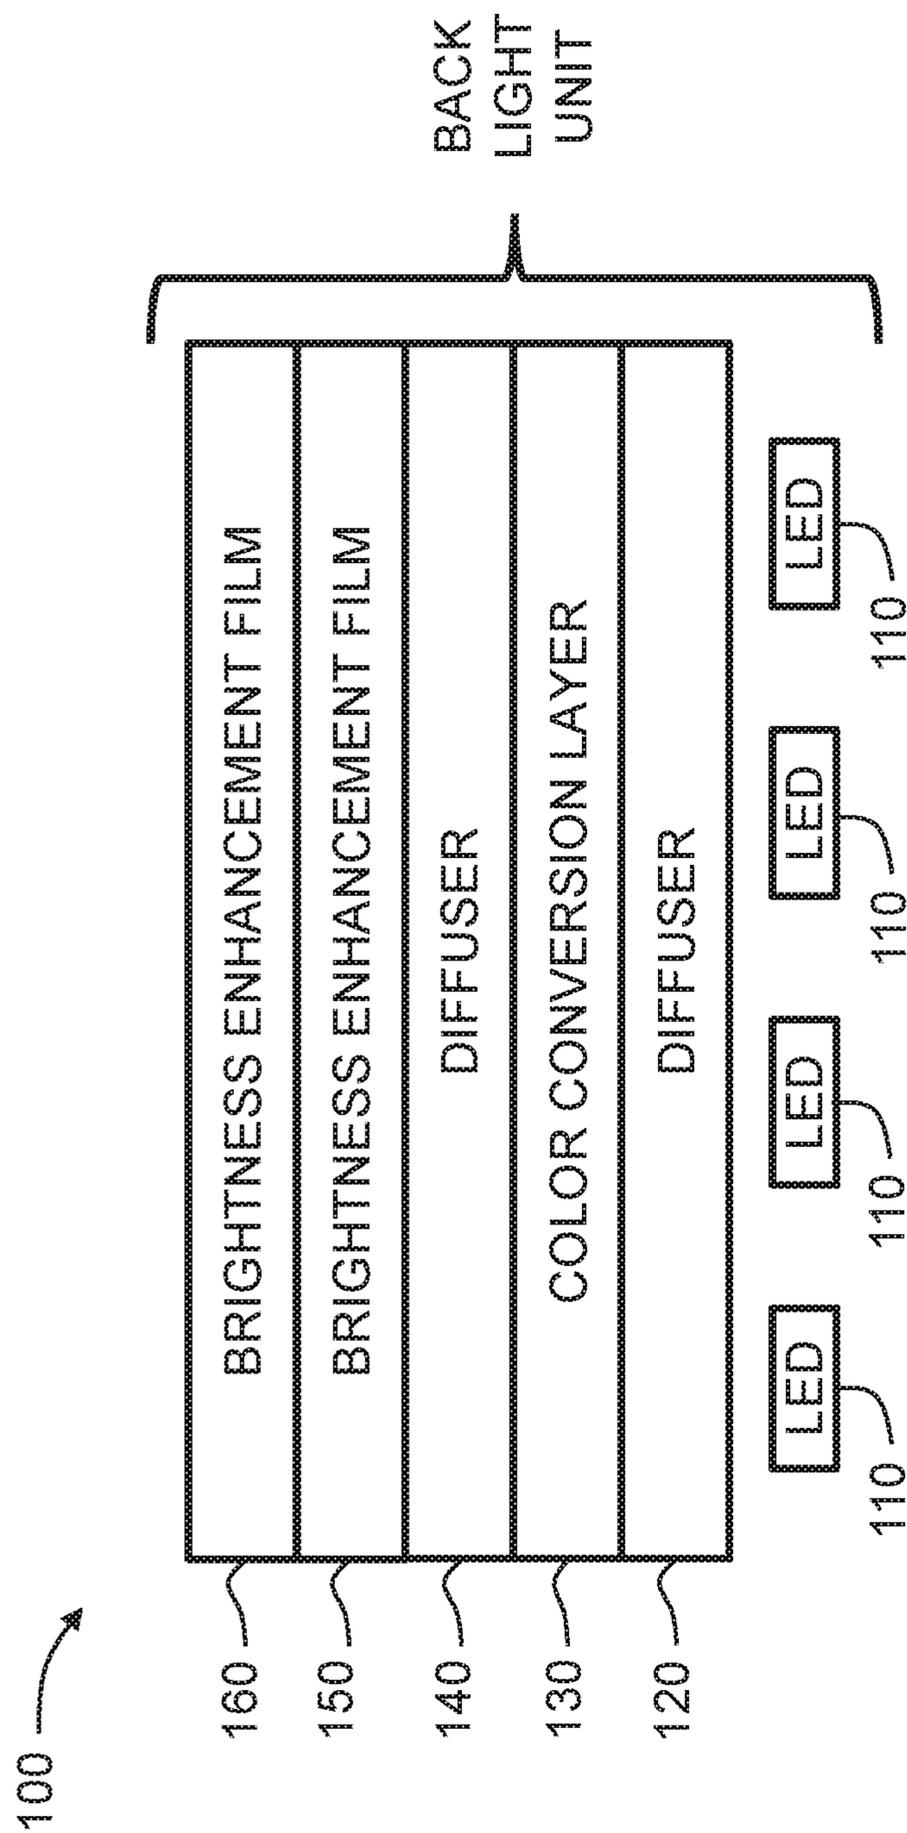 100
160
BRIGHTNESS ENHANCEMENT FILM
150
BRIGHTNESS ENHANCEMENT FILM
140
DIFFUSER
130
COLOR CONVERSION LAYER
120
DIFFUSER
BACK
LIGHT
UNIT
LED
LED
LED
LED
110
110
110
110